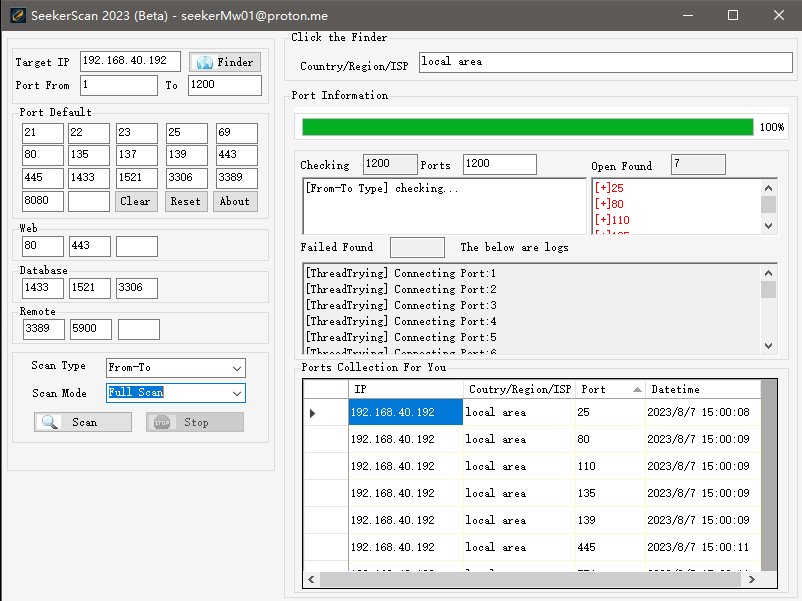 SeekerScan 2023 (Beta) - seekerMw01@proton.me
Target IP 192.168.40.192 Finder
Port From 1 To 1200
Port Default
21 22 23 25 69
80 135 137 139 443
445 1433 1521 3306 3389
8080 Clear Reset About
Web
80 443
Database
1433 1521 3306
Remote
3389 5900
Scan Type From-To
Scan Mode Full Scan
Scan STOP Stop
Click the Finder
Country/Region/ISP local area
Port Information
100%
Checking 1200 Ports 1200 Open Found 7
[From-To Type] checking...
[+]25
[+]80
[+]110
Failed Found The below are logs
[ThreadTrying] Connecting Port:1
[ThreadTrying] Connecting Port:2
[ThreadTrying] Connecting Port:3
[ThreadTrying] Connecting Port:4
[ThreadTrying] Connecting Port:5
[ThreadTrying] Connecting Port:6
Ports Collection For You
IP Coutry/Region/ISP Port Datetime
192.168.40.192 local area 25 2023/8/7 15:00:08
192.168.40.192 local area 80 2023/8/7 15:00:09
192.168.40.192 local area 110 2023/8/7 15:00:09
192.168.40.192 local area 135 2023/8/7 15:00:09
192.168.40.192 local area 139 2023/8/7 15:00:09
192.168.40.192 local area 445 2023/8/7 15:00:11